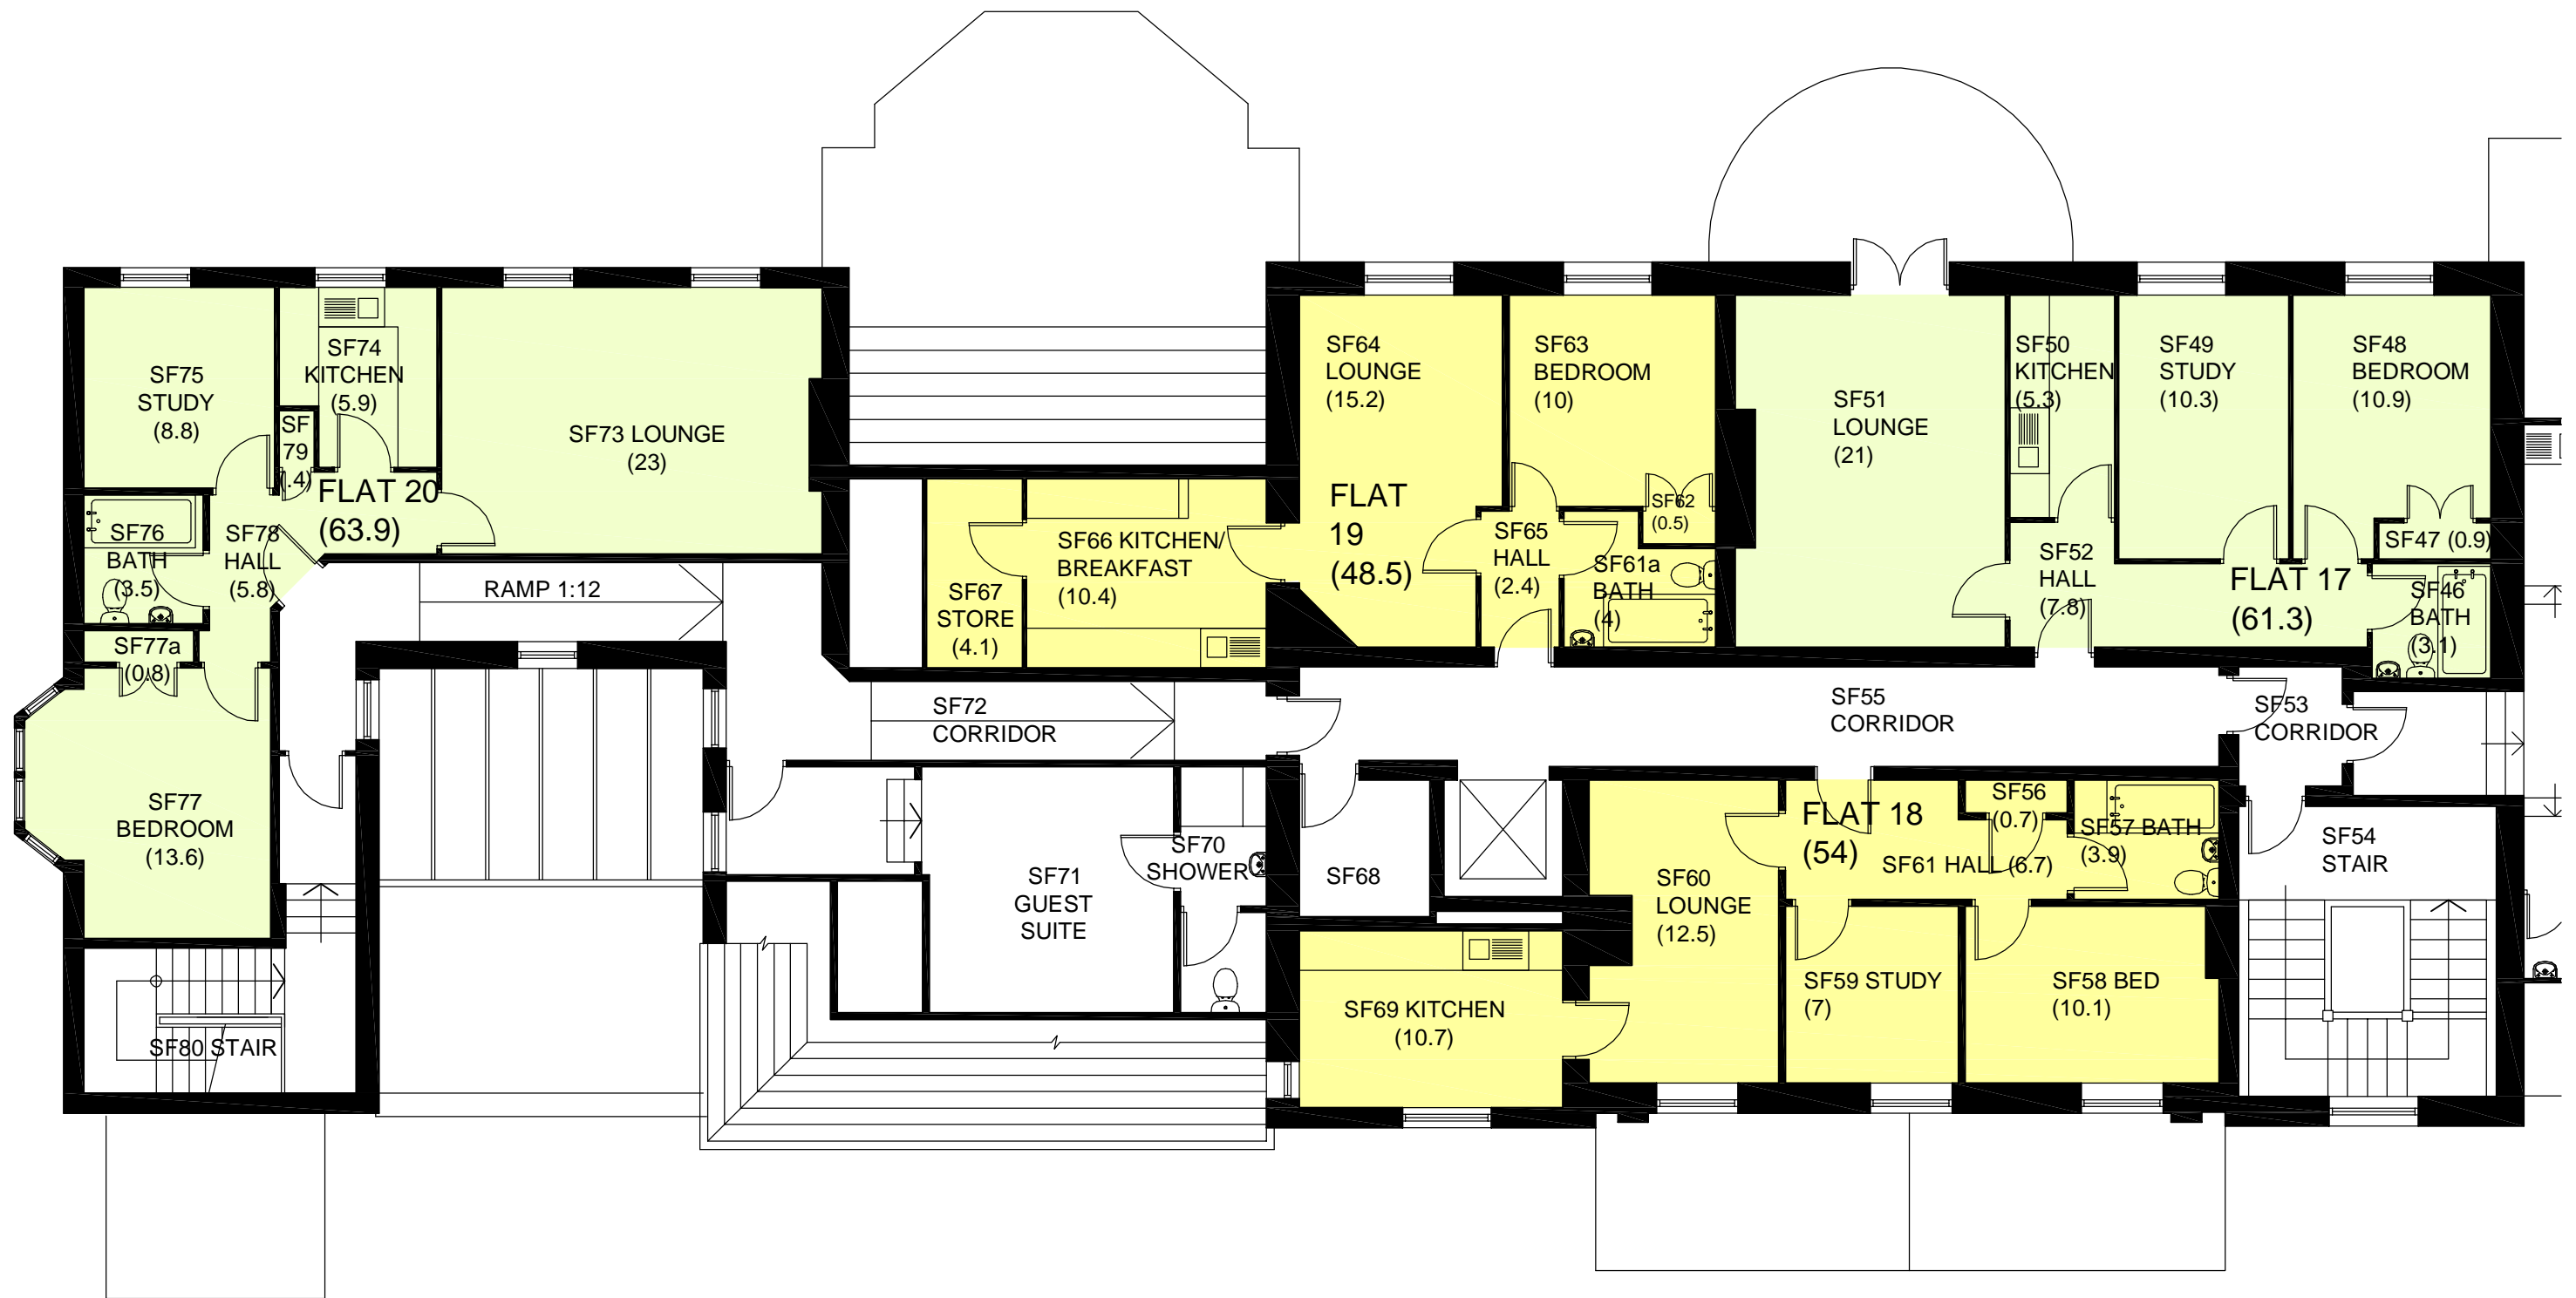 SF75
STUDY
(8.8)
SF74
KITCHEN
(5.9)
SF
79
(.4)
FLAT 20
(63.9)
SF73 LOUNGE
(23)
SF76
BATH
(3.5)
SF78
HALL
(5.8)
SF77a
(0.8)
SF77
BEDROOM
(13.6)
SF80 STAIR
RAMP 1:12
SF72
CORRIDOR
SF67
STORE
(4.1)
SF66 KITCHEN/
BREAKFAST
(10.4)
SF64
LOUNGE
(15.2)
FLAT
19
(48.5)
SF63
BEDROOM
(10)
SF62
(0.5)
SF65
HALL
(2.4)
SF61a
BATH
(4)
SF51
LOUNGE
(21)
SF50
KITCHEN
(5.3)
SF49
STUDY
(10.3)
SF48
BEDROOM
(10.9)
SF47 (0.9)
SF52
HALL
(7.8)
FLAT 17
(61.3)
SF46
BATH
(3.1)
SF55
CORRIDOR
SF53
CORRIDOR
SF71
GUEST
SUITE
SF70
SHOWER
SF68
SF69 KITCHEN
(10.7)
SF60
LOUNGE
(12.5)
FLAT 18
(54)
SF61 HALL (6.7)
SF56
(0.7)
SF57 BATH
(3.9)
SF59 STUDY
(7)
SF58 BED
(10.1)
SF54
STAIR